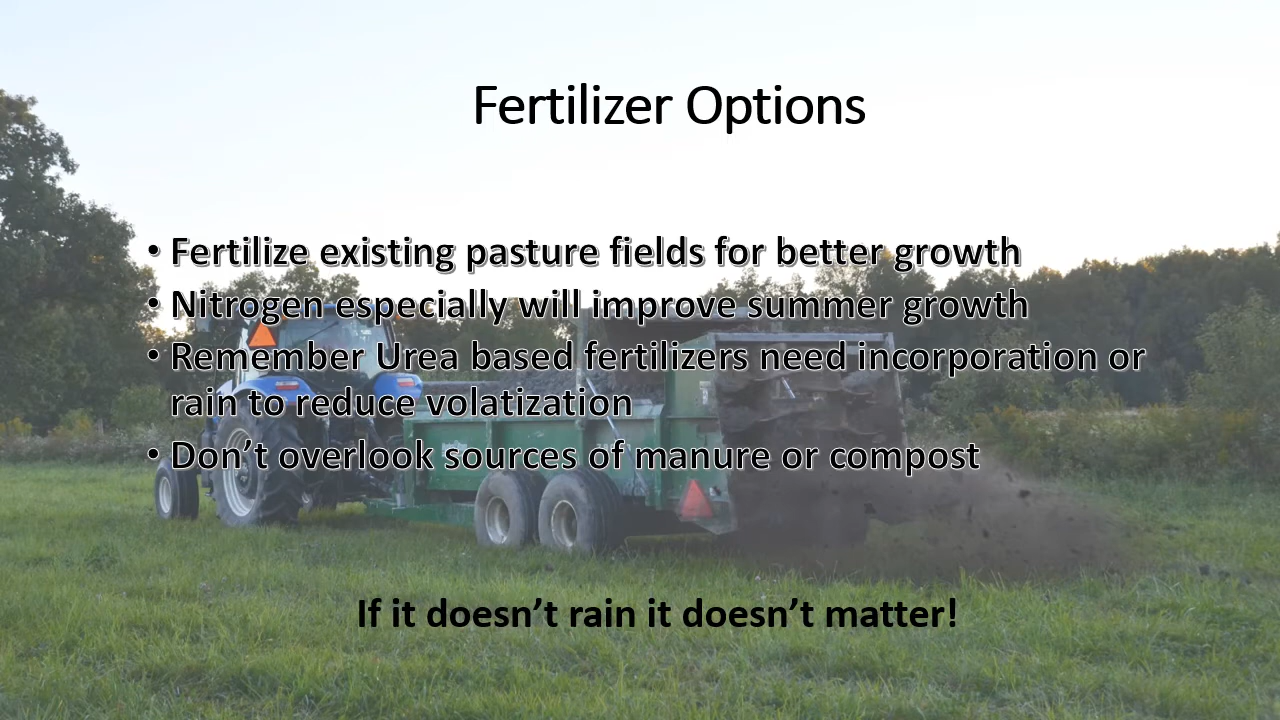 Fertilizer Options
• Fertilize existing pasture fields for better growth
• Nitrogen especially will improve summer growth
• Remember Urea based fertilizers need incorporation or
rain to reduce volatization
• Don’t overlook sources of manure or compost
If it doesn’t rain it doesn’t matter!